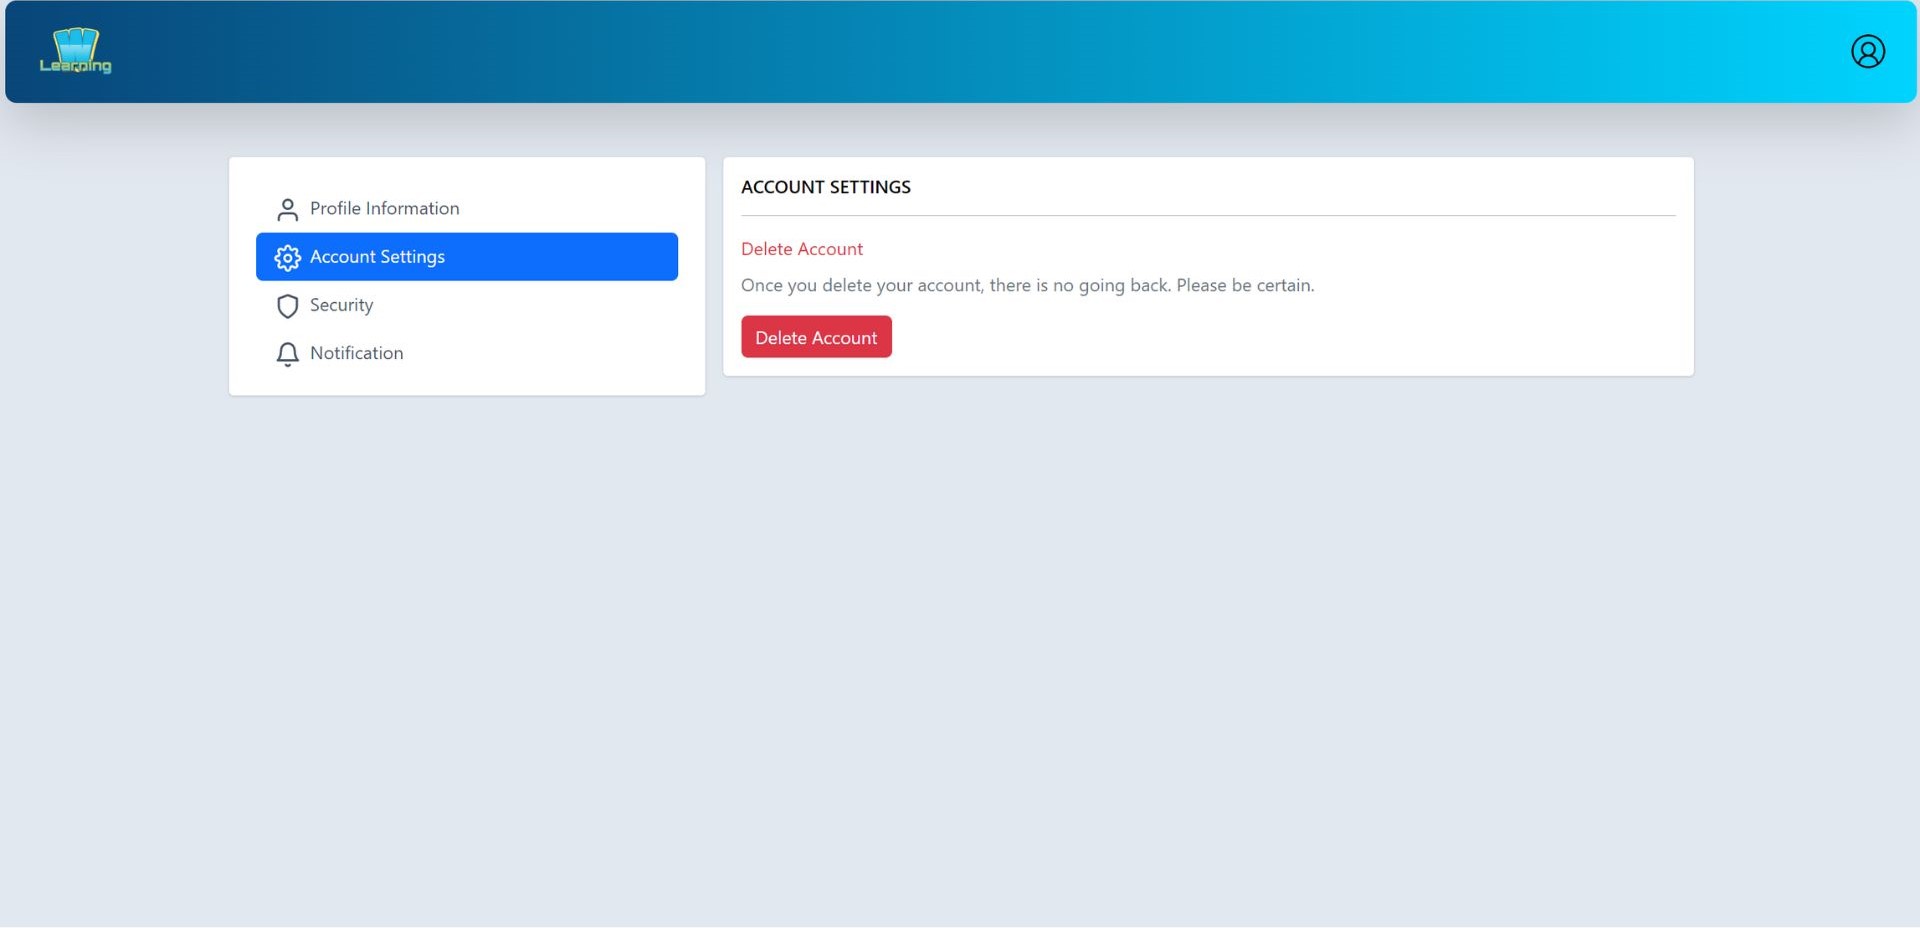 W
Learning
Profile Information
Account Settings
Security
Notification
ACCOUNT SETTINGS
Delete Account
Once you delete your account, there is no going back. Please be certain.
Delete Account